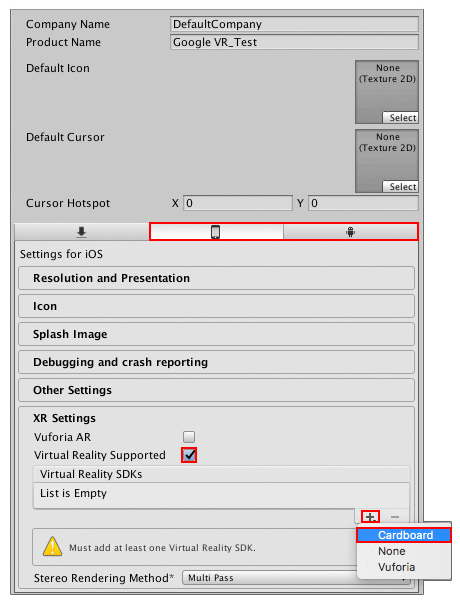 Company Name DefaultCompany
Product Name Google VR_Test
Default Icon
None
(Texture 2D)
Select
Default Cursor
None
(Texture 2D)
Select
Cursor Hotspot X 0 Y 0
Settings for iOS
Resolution and Presentation
Icon
Splash Image
Debugging and crash reporting
Other Settings
XR Settings
Vuforia AR
Virtual Reality Supported
Virtual Reality SDKs
List is Empty
Cardboard
None
Vuforia
Must add at least one Virtual Reality SDK.
Stereo Rendering Method* Multi Pass